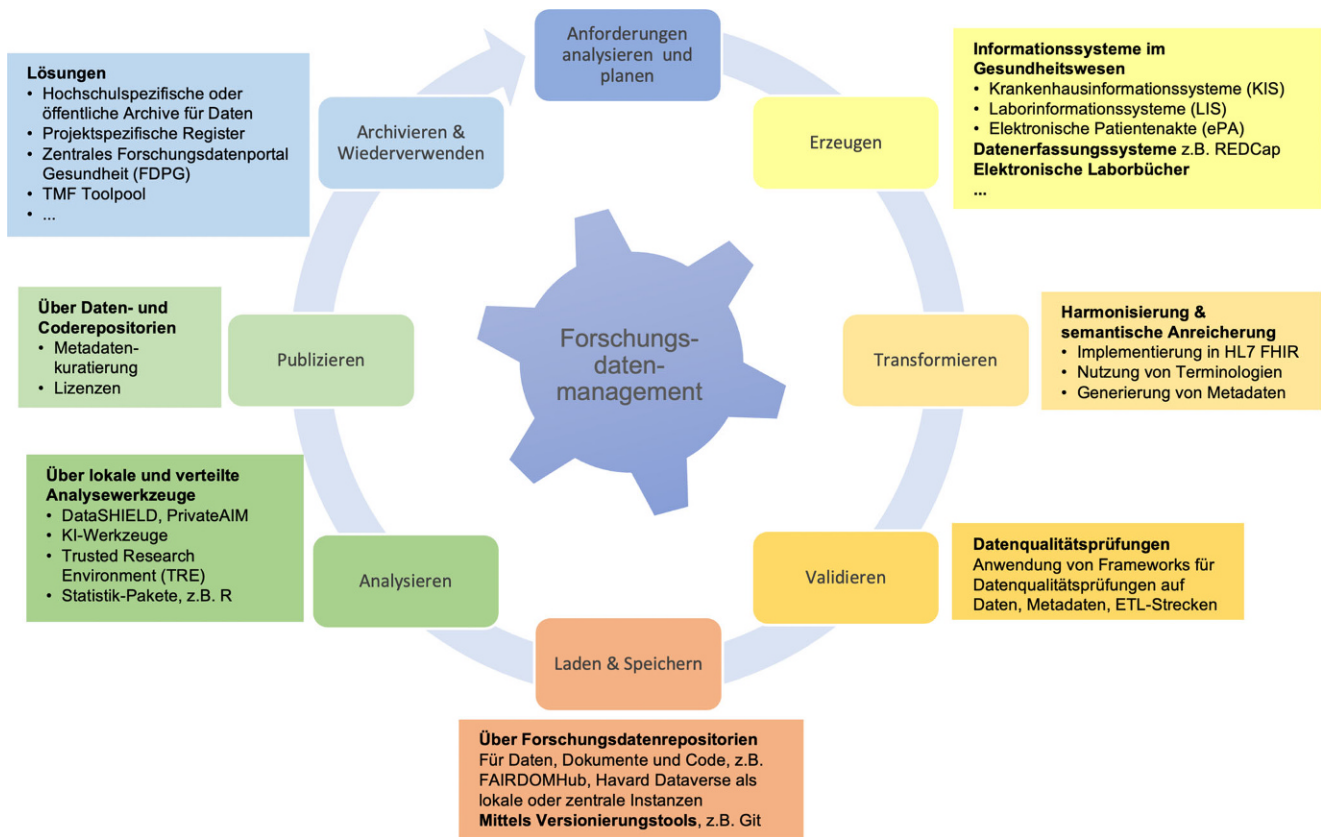 Anforderungen
analysieren und
planen
Erzeugen
Informationssysteme im
Gesundheitswesen
• Krankenhausinformationssysteme (KIS)
• Laborinformationssysteme (LIS)
• Elektronische Patientenakte (ePA)
Datenerfassungssysteme z.B. REDCap
Elektronische Laborbücher
...
Transformieren
Harmonisierung &
semantische Anreicherung
• Implementierung in HL7 FHIR
• Nutzung von Terminologien
• Generierung von Metadaten
Validieren
Datenqualitätsprüfungen
Anwendung von Frameworks für
Datenqualitätsprüfungen auf
Daten, Metadaten, ETL-Strecken
Laden & Speichern
Über Forschungsdatenrepositorien
Für Daten, Dokumente und Code, z.B.
FAIRDOMHub, Havard Dataverse als
lokale oder zentrale Instanzen
Mittels Versionierungstools, z.B. Git
Analysieren
Über lokale und verteilte
Analysewerkzeuge
• DataSHIELD, PrivateAIM
• KI-Werkzeuge
• Trusted Research
Environment (TRE)
• Statistik-Pakete, z.B. R
Publizieren
Über Daten- und
Coderepositorien
• Metadaten-
kuratierung
• Lizenzen
Archivieren &
Wiederverwenden
Lösungen
• Hochschulspezifische oder
öffentliche Archive für Daten
• Projektspezifische Register
• Zentrales Forschungsdatenportal
Gesundheit (FDPG)
• TMF Toolpool
• ...
Forschungs-
daten-
management